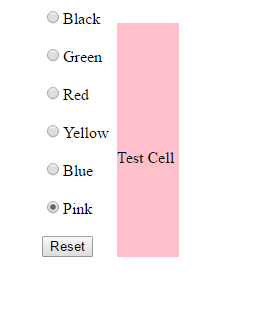 Black
Green
Red
Yellow
Blue
Pink
Reset
Test Cell